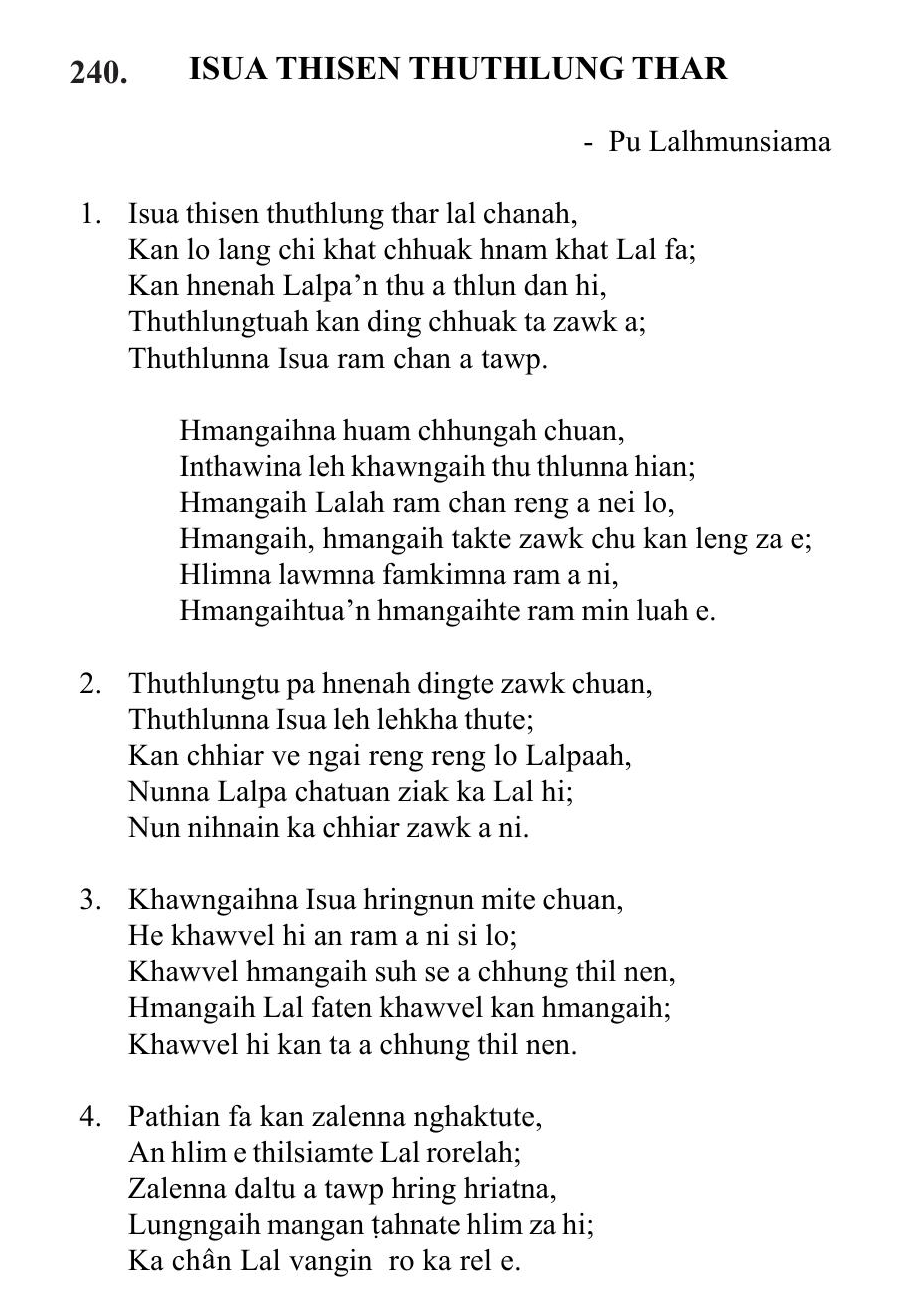 240. ISUA THISEN THUTHLUNG THAR
- Pu Lalhmunsiama
1. Isua thisen thuthlung thar lal chanah,
Kan lo lang chi khat chhuak hnam khat Lal fa;
Kan hnenah Lalpa’n thu a thlun dan hi,
Thuthlungtuah kan ding chhuak ta zawk a;
Thuthlunna Isua ram chan a tawp.
Hmangaihna huam chhungah chuan,
Inthawina leh khawngaih thu thlunna hian;
Hmangaih Lalah ram chan reng a nei lo,
Hmangaih, hmangaih takte zawk chu kan leng za e;
Hlimna lawmna famkimna ram a ni,
Hmangaihtua’n hmangaihte ram min luah e.
2. Thuthlungtu pa hnenah dingte zawk chuan,
Thuthlunna Isua leh lehkha thute;
Kan chhiar ve ngai reng reng lo Lalpaah,
Nunna Lalpa chatuan ziak ka Lal hi;
Nun nihnain ka chhiar zawk a ni.
3. Khawngaihna Isua hringnun mite chuan,
He khawvel hi an ram a ni si lo;
Khawvel hmangaih suh se a chhung thil nen,
Hmangaih Lal faten khawvel kan hmangaih;
Khawvel hi kan ta a chhung thil nen.
4. Pathian fa kan zalenna nghaktute,
An hlim e thilsiamte Lal rorelah;
Zalenna daltu a tawp hring hriatna,
Lungngaih mangan ṭahnate hlim za hi;
Ka chân Lal vangin ro ka rel e.